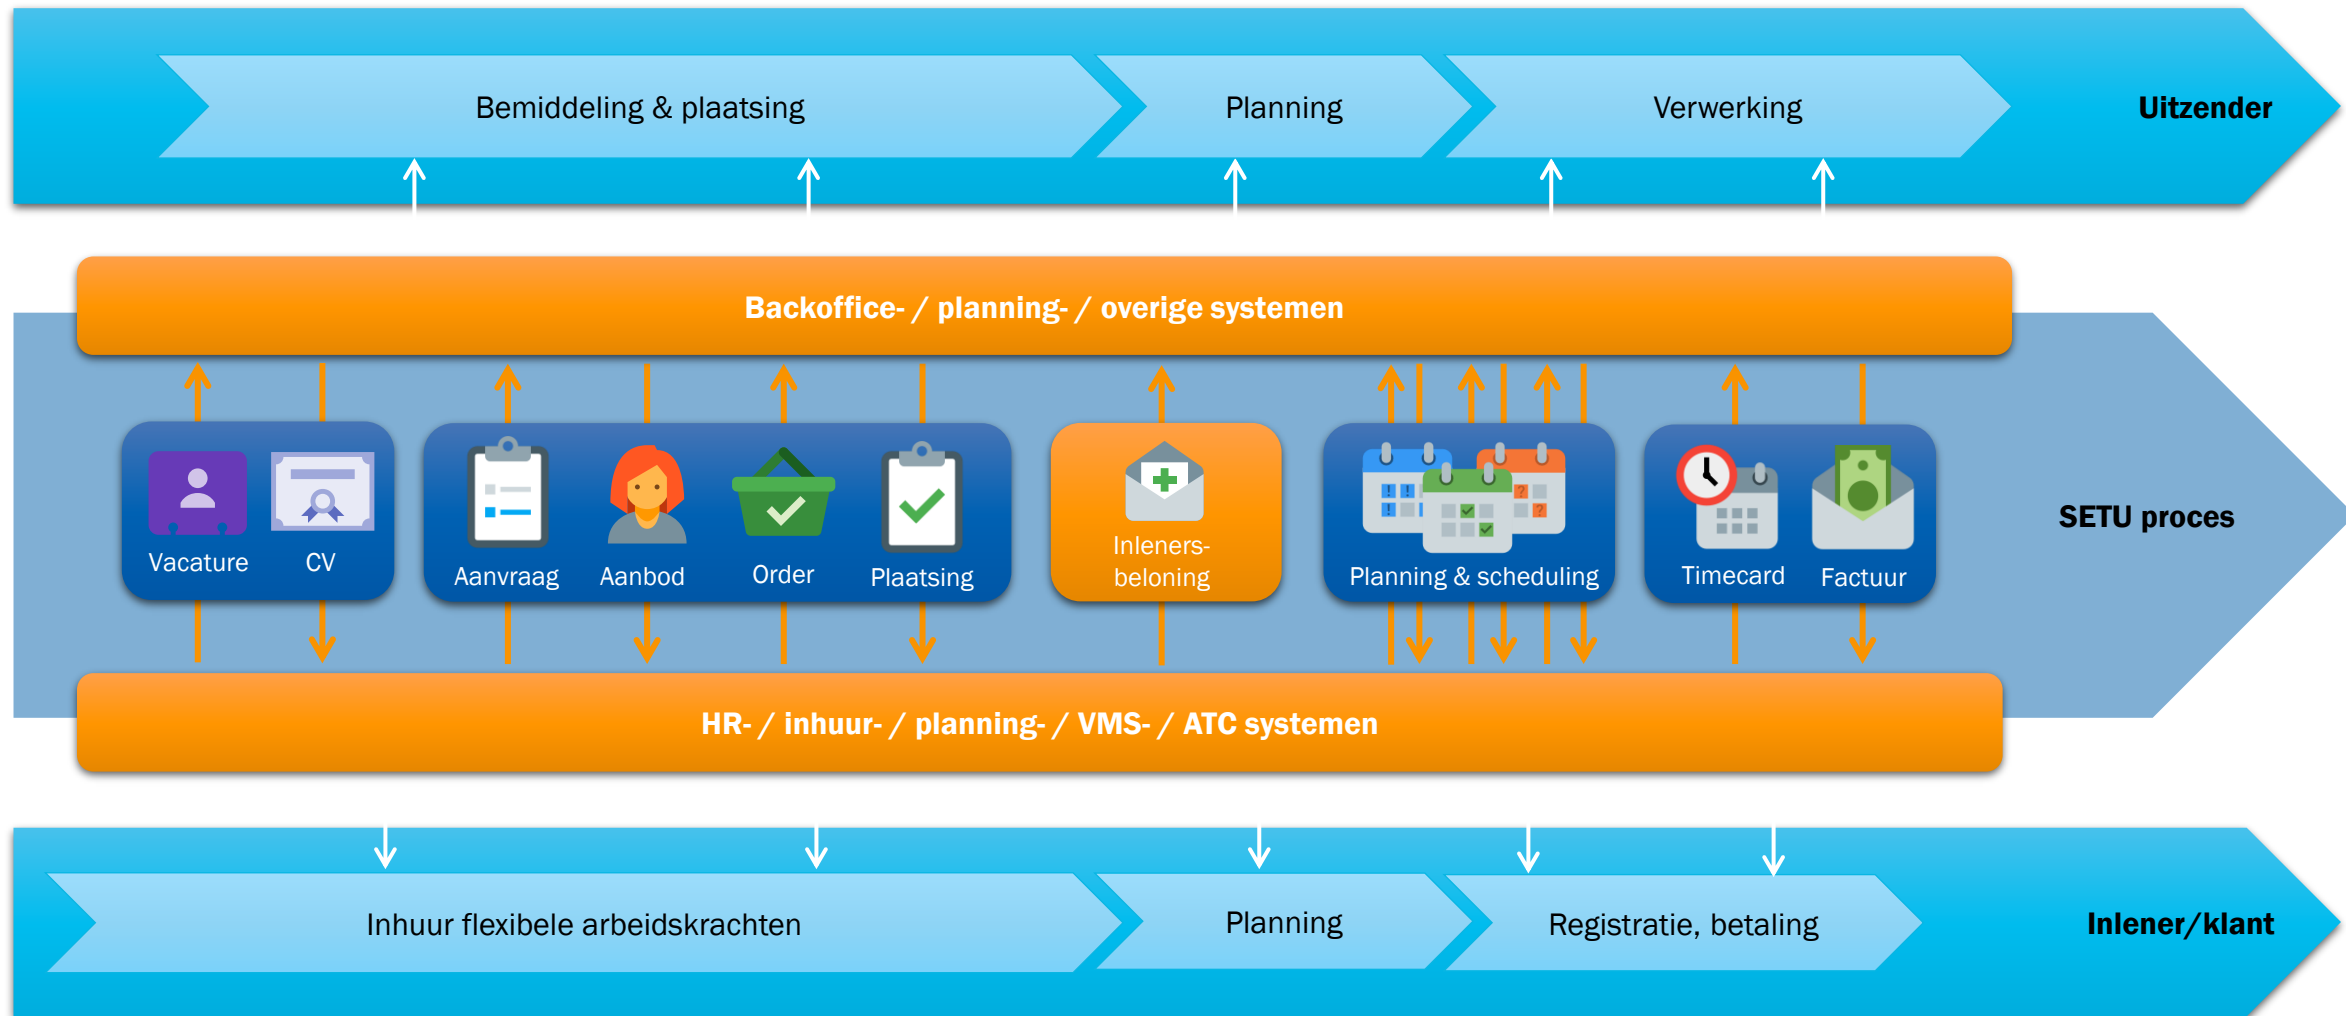 Bemiddeling & plaatsing
Planning
Verwerking
Uitzender
Backoffice- / planning- / overige systemen
Vacature
CV
Aanvraag
Aanbod
Order
Plaatsing
Inleners-
beloning
Planning & scheduling
Timecard
Factuur
SETU proces
HR- / inhuur- / planning- / VMS- / ATC systemen
Inhuur flexibele arbeidskrachten
Planning
Registratie, betaling
Inlener/klant